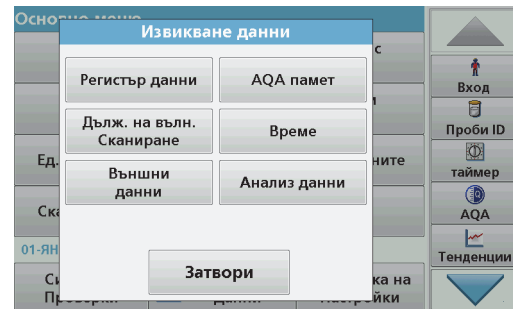 Основно меню
Извикване данни
Регистър данни
AQA памет
Дълж. на вълн.
Сканиране
Време
Външни
данни
Анализ данни
Затвори
Ед.
01-ЯН
Данни
Вход
Проби ID
таймер
AQA
Тенденции